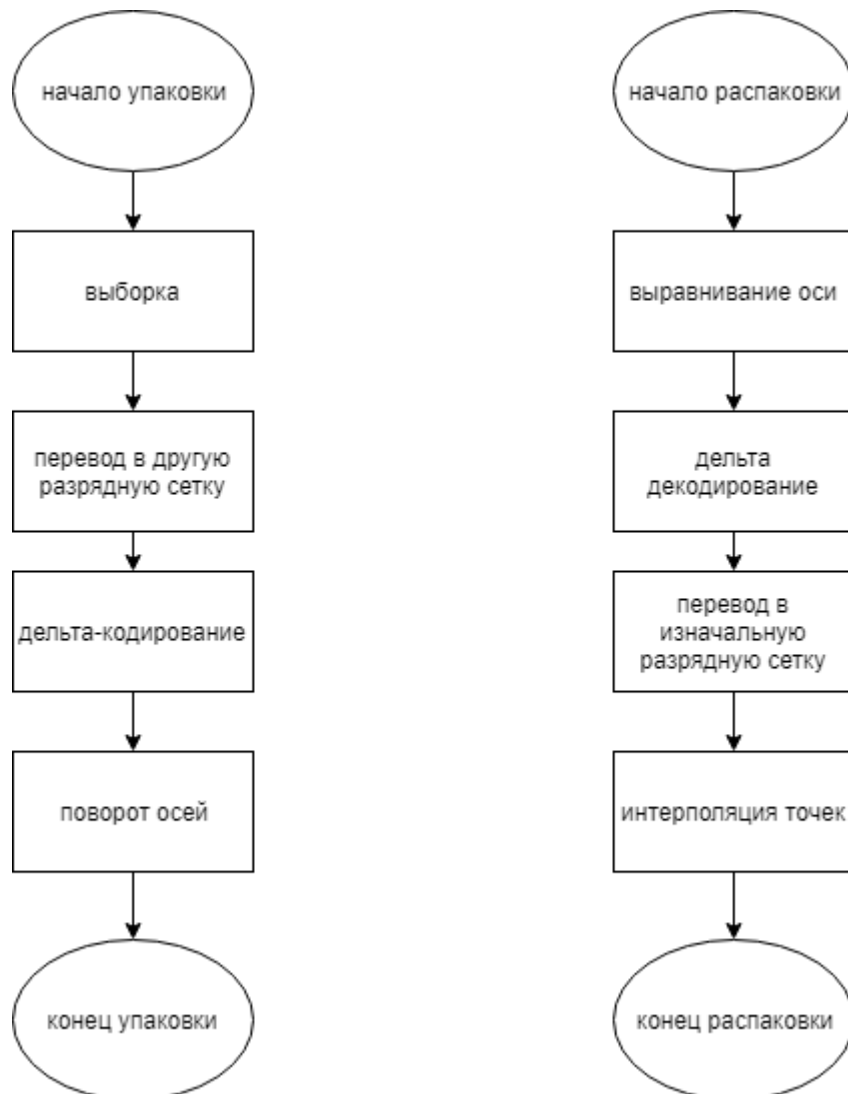 начало упаковки
выборка
перевод в другую
разрядную сетку
дельта-кодирование
поворот осей
конец упаковки
начало распаковки
выравнивание оси
дельта
декодирование
перевод в
изначальную
разрядную сетку
интерполяция точек
конец распаковки